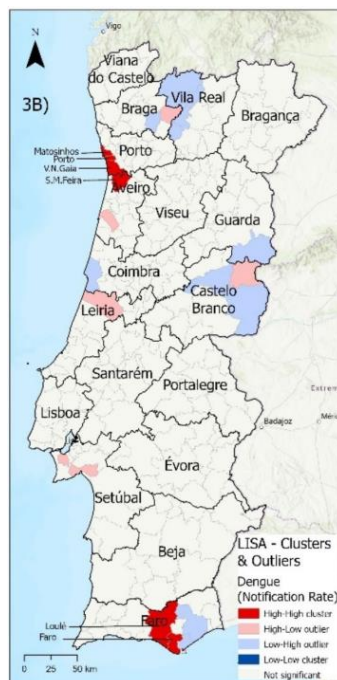 Vigo
N
Viana
do Castelo
3B)
Braga
Vila Real
Bragança
Matosinhos
Porto
V.N.Gaia
S.M.Feira
Porto
Aveiro
Viseu
Guarda
Coimbra
Castelo
Branco
Leiria
Santarém
Portalegre
Lisboa
Badajoz
Évora
Setúbal
Beja
Loulé
Faro
Faro
0 25 50 km
LISA - Clusters
& Outliers
Dengue
(Notification Rate)
High-High cluster
High-Low outlier
Low-High outlier
Low-Low cluster
Not significant